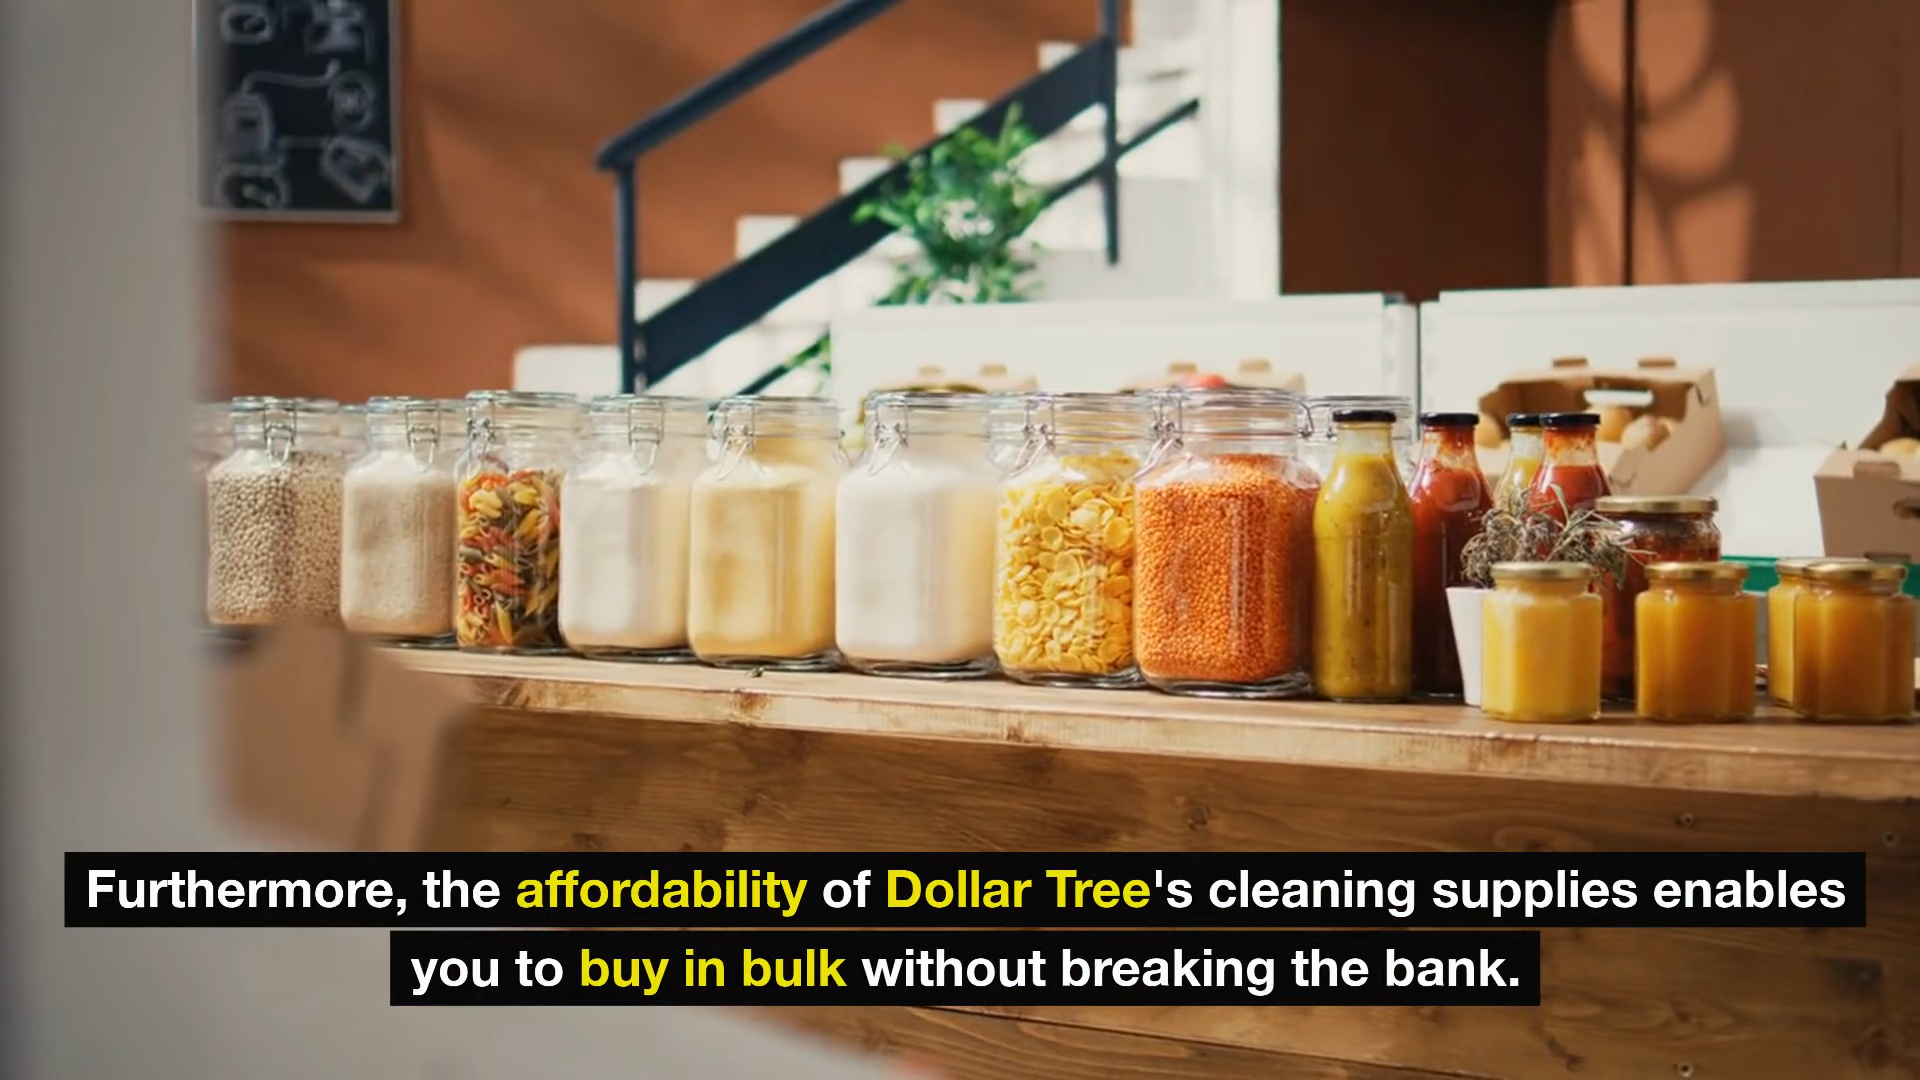 Furthermore, the affordability of Dollar Tree's cleaning supplies enables
you to buy in bulk without breaking the bank.